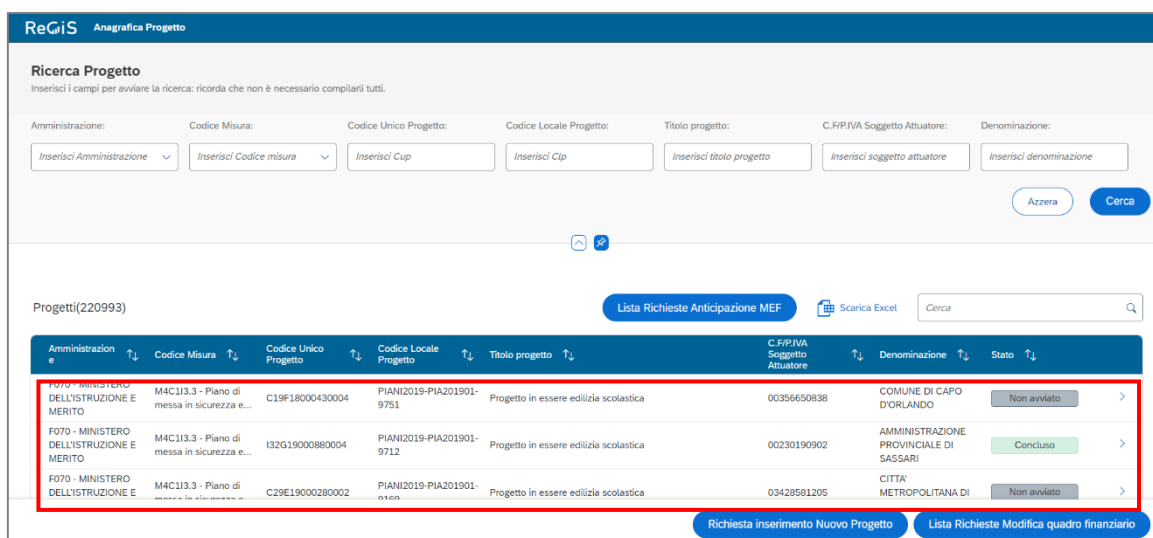 ReGiS Anagrafica Progetto
Ricerca Progetto
Inserisci i campi per avviare la ricerca: ricorda che non è necessario compilarli tutti.
Amministrazione: Codice Misura: Codice Unico Progetto: Codice Locale Progetto: Titolo progetto: C.F/P.IVA Soggetto Attuatore: Denominazione:
Inserisci Amministrazione Inserisci Codice misura Inserisci Cup Inserisci Clp Inserisci titolo progetto Inserisci soggetto attuatore Inserisci denominazione
Azzera Cerca
Progetti(220993) Lista Richieste Anticipazione MEF Scarica Excel Cerca
Amministrazion
e
Codice Misura
Codice Unico
Progetto
Codice Locale
Progetto
Titolo progetto
C.F/P.IVA
Soggetto
Attuatore
Denominazione
Stato
F070 - MINISTERO
DELL'ISTRUZIONE E
MERITO
M4C1I3.3 - Piano di
messa in sicurezza e...
C19F18000430004
PIANI2019-PIA201901-
9751
Progetto in essere edilizia scolastica
00356650838
COMUNE DI CAPO
D'ORLANDO
Non avviato
F070 - MINISTERO
DELL'ISTRUZIONE E
MERITO
M4C1I3.3 - Piano di
messa in sicurezza e...
I32G19000880004
PIANI2019-PIA201901-
9712
Progetto in essere edilizia scolastica
00230190902
AMMINISTRAZIONE
PROVINCIALE DI
SASSARI
Concluso
F070 - MINISTERO
DELL'ISTRUZIONE E
M4C1I3.3 - Piano di
messa in sicurezza e...
C29E19000280002
PIANI2019-PIA201901-
9169
Progetto in essere edilizia scolastica
03428581205
CITTA'
METROPOLITANA DI
Non avviato
Richiesta inserimento Nuovo Progetto Lista Richieste Modifica quadro finanziario